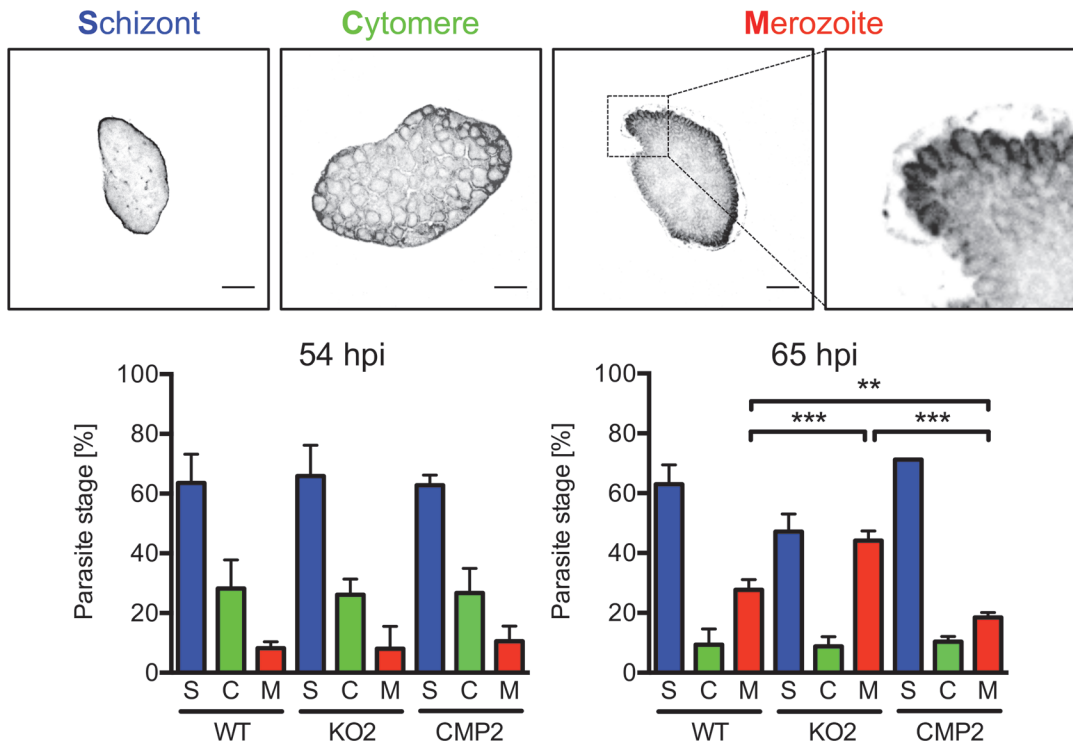 Schizont Cytomere Merozoite
54 hpi 65 hpi
Parasite stage [%]
100
80
60
40
20
0
S C M S C M S C M
WT KO2 CMP2
Parasite stage [%]
100
80
60
40
20
0
**
*** ***
S C M S C M S C M
WT KO2 CMP2